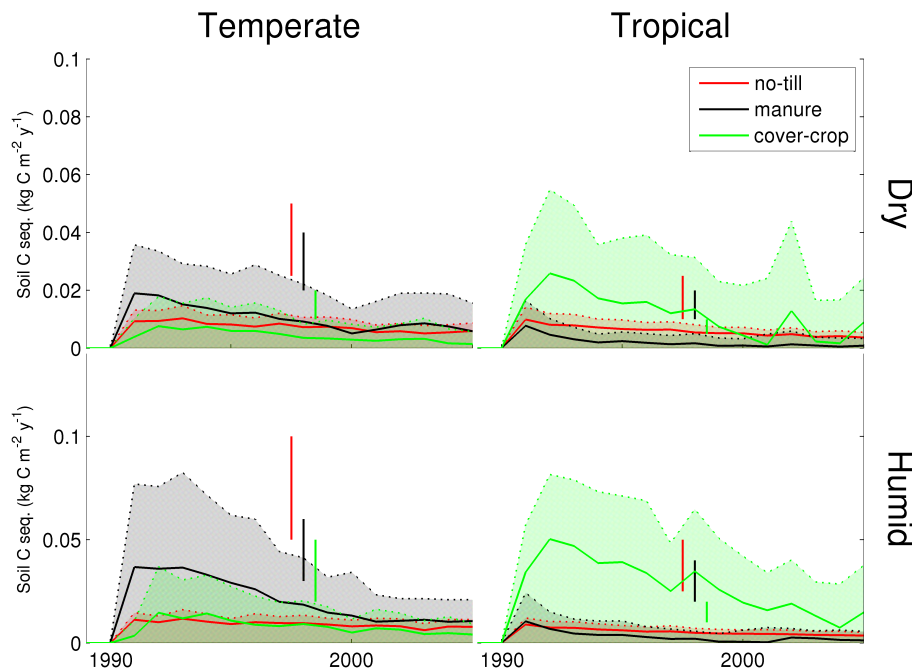 Temperate Tropical
0.1
0.08
0.06
0.04
0.02
0
Soil C seq. (kg C m-2 y-1)
no-till
manure
cover-crop
Dry
0.1
0.05
0
Soil C seq. (kg C m-2 y-1)
Humid
1990 2000 1990 2000